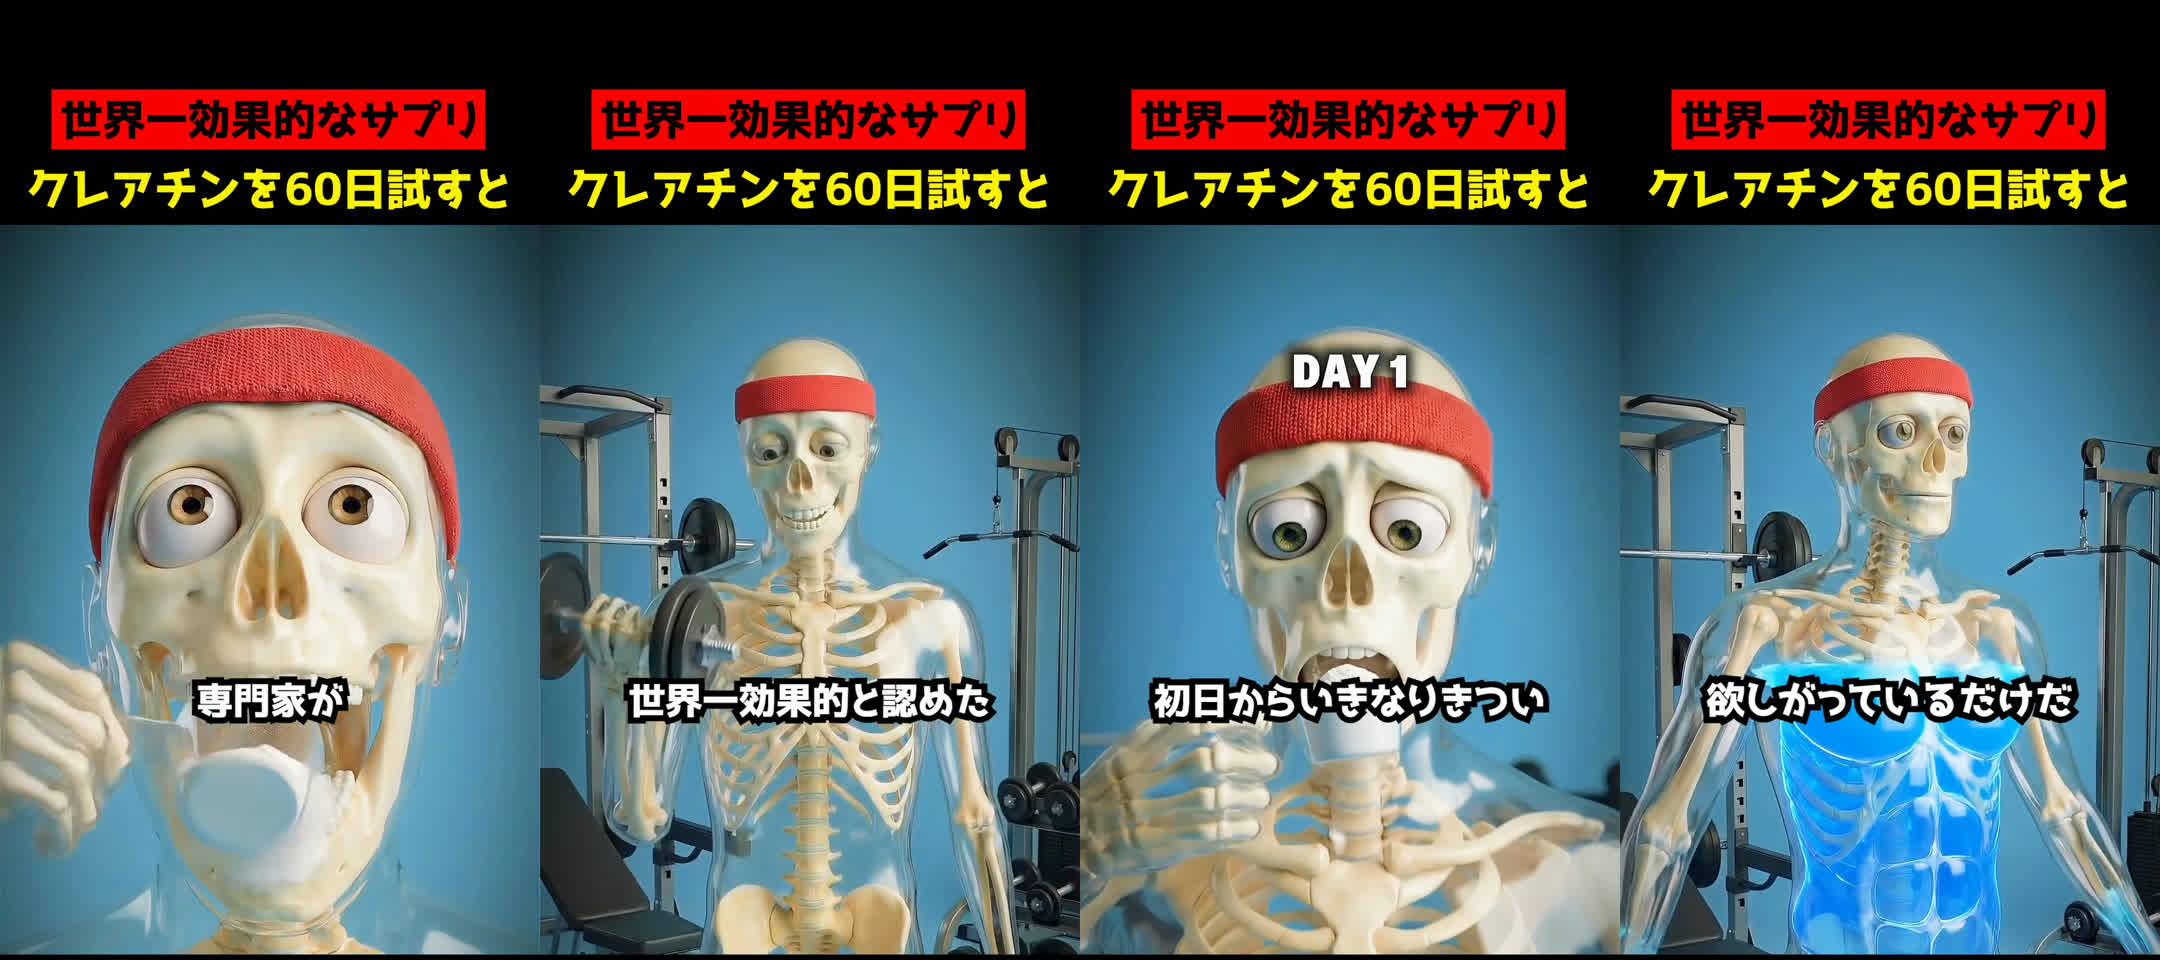 世界一効果的なサプリ
クレアチンを60日試すと
専門家が
世界一効果的なサプリ
クレアチンを60日試すと
世界一効果的と認めた
世界一効果的なサプリ
クレアチンを60日試すと
DAY 1
初日からいきなりきつい
世界一効果的なサプリ
クレアチンを60日試すと
欲しがっているだけだ